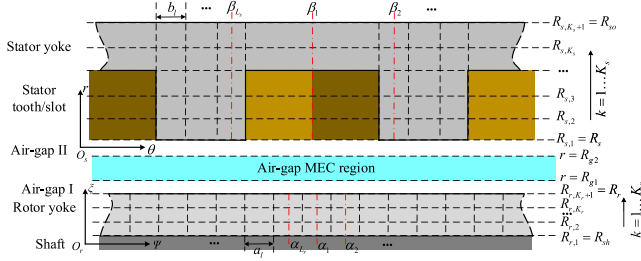 b_l ... β_{L_s} β_1 β_2 ...
R_{s,K_s+1} = R_{so}
Stator yoke
R_{s,K_s}
...
k = 1...K_s
Stator
tooth/slot
r
R_{s,3}
R_{s,2}
R_{s,1} = R_s
Air-gap II
O_s θ
r = R_{g2}
Air-gap MEC region
r = R_{g1}
Air-gap I
ξ
R_{r,K_r+1} = R_r
Rotor yoke
R_{r,K_r}
...
R_{r,2}
Shaft
O_r Ψ ... a_l α_{L_r} α_1 α_2 ...
R_{r,1} = R_{sh}